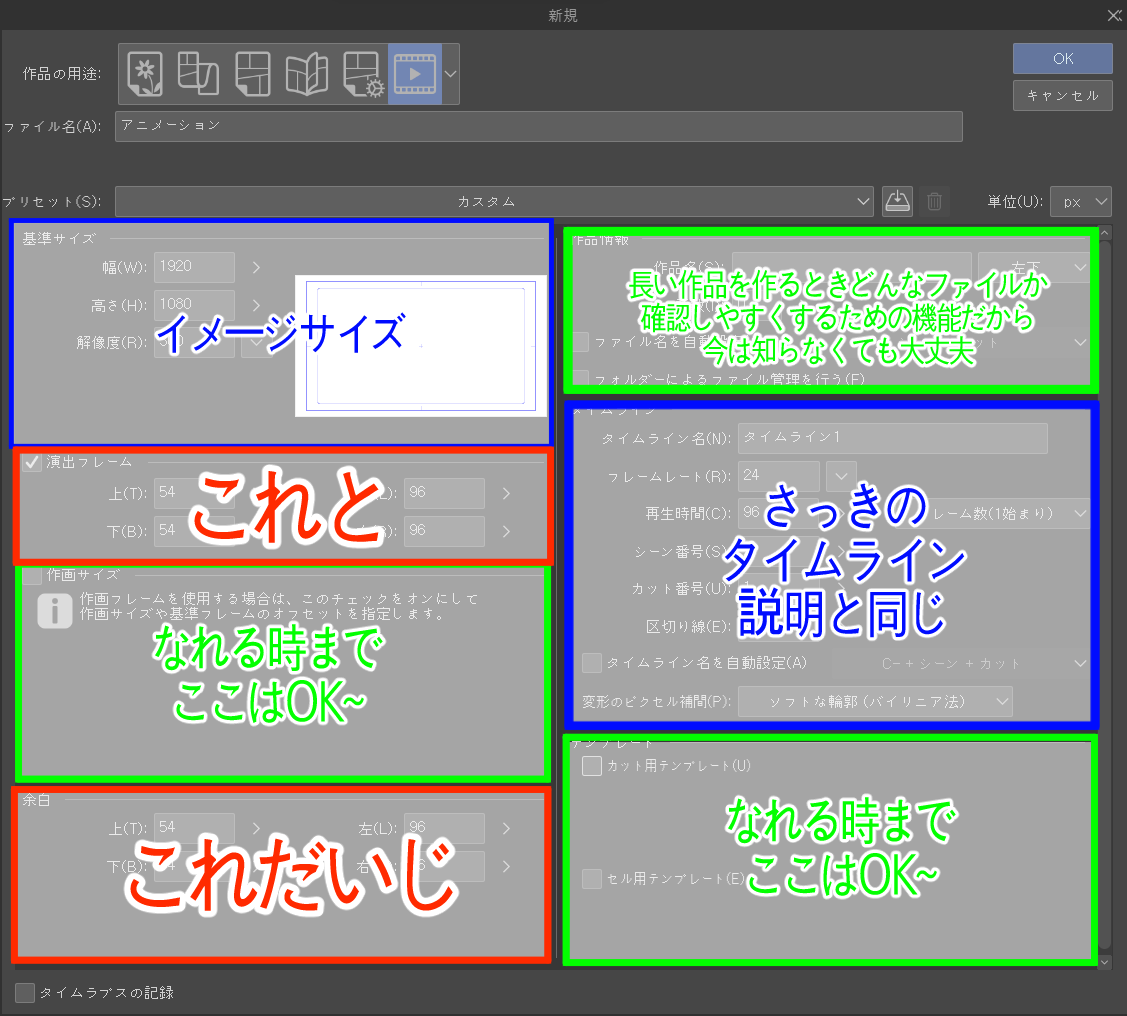 新規
作品の用途:
OK
キャンセル
ファイル名(A):
アニメーション
プリセット(S):
カスタム
単位(U):
px
基準サイズ
幅(W):
1920
高さ(H):
1080
解像度(R):
イメージサイズ
演出フレーム
上(T):
54
96
下(B):
54
96
これと
作画サイズ
作画フレームを使用する場合は、このチェックをオンにして
作画サイズや基準フレームのオフセットを指定します。
なれる時まで
ここはOK~
余白
上(T):
54
左(L):
96
下(B):
これだいじ
作品情報
作品名(S):
左下
長い作品を作るときどんなファイルか
確認しやすくするための機能だから
今は知らなくても大丈夫
ファイル名を自動
フォルダーによるファイル管理を行う(F)
タイムライン
タイムライン名(N):
タイムライン1
フレームレート(R):
24
再生時間(C):
96
レーム数(1始まり)
シーン番号(S)
カット番号(U):
区切り線(E):
さっきの
タイムライン
説明と同じ
タイムライン名を自動設定(A)
C- + シーン + カット
変形のピクセル補間(P):
ソフトな輪郭 (バイリニア法)
テンプレート
カット用テンプレート(U)
なれる時まで
ここはOK~
セル用テンプレート(E)
タイムラプスの記録